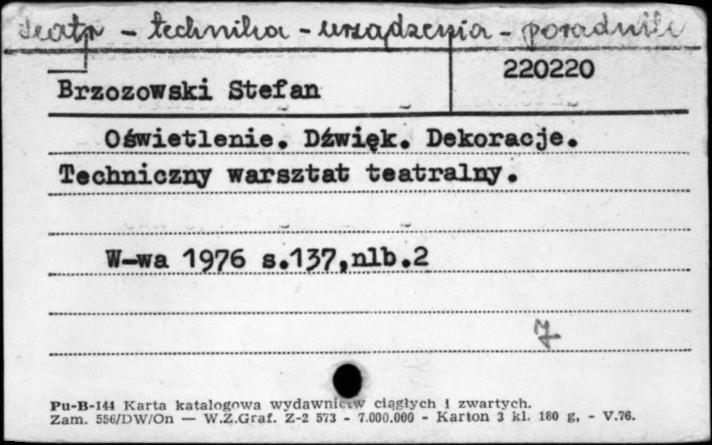 teatr - technika - urządzenia - poradniki
220220
Brzozowski Stefan
Oświetlenie. Dźwięk. Dekoracje.
Techniczny warsztat teatralny.
W-wa 1976 s.137,nlb.2
7
Pu-B-144 Karta katalogowa wydawnictw ciągłych i zwartych.
Zam. 556/DW/On — W.Z.Graf. Z-2 573 - 7.000.000 - Karton 3 kl. 180 g, - V.76.